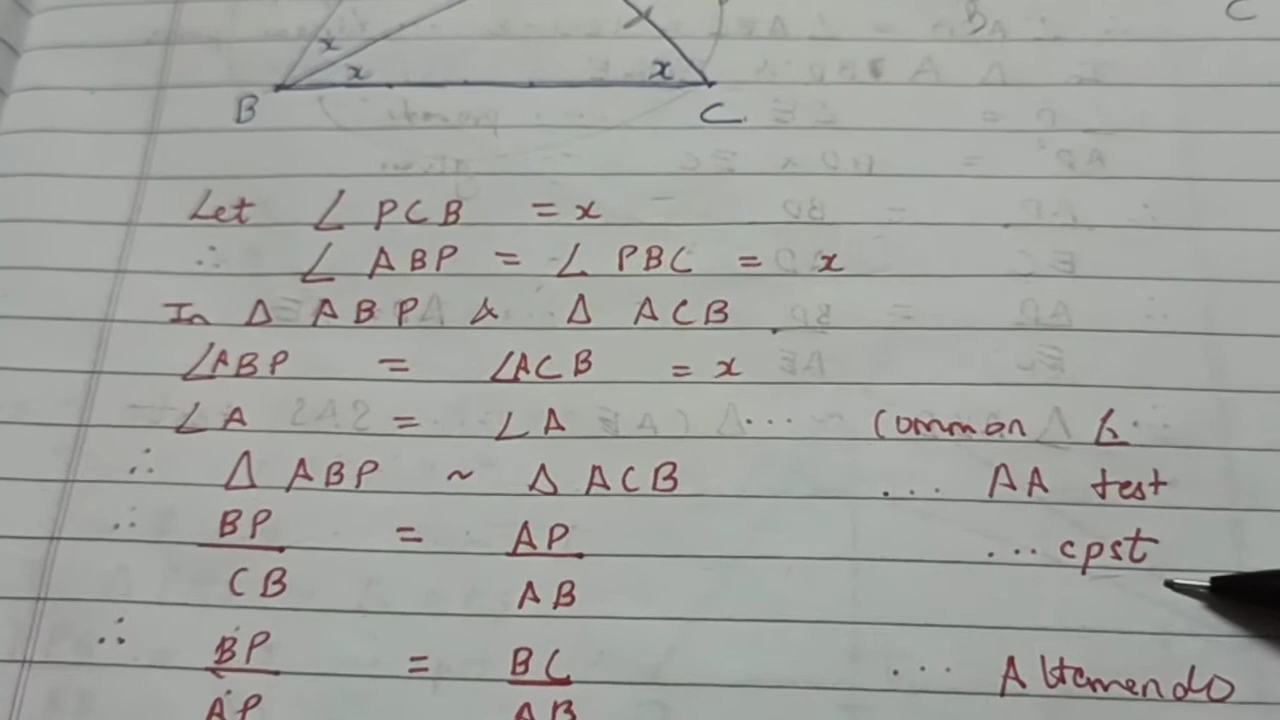 x
x x
B C
Let ∠ PCB = x
∴ ∠ ABP = ∠ PBC = x
In Δ ABP & Δ ACB
∠ABP = ∠ACB = x
∠A = ∠A ... Common ∠
∴ Δ ABP ~ Δ ACB ... AA test
∴ BP = AP ... cpst
CB AB
∴ BP = BC ... Altemendo
AP AB